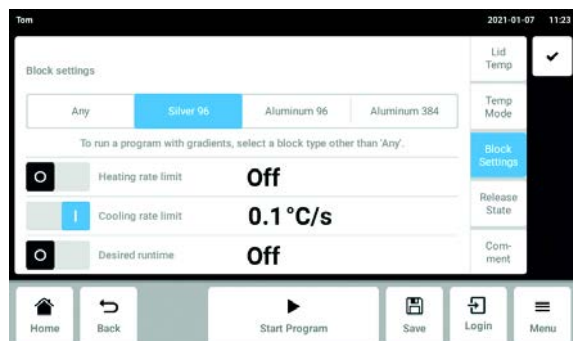 Tom 2021-01-07 11:23
Block settings
Any Silver 96 Aluminum 96 Aluminum 384
To run a program with gradients, select a block type other than 'Any'.
O Heating rate limit Off
I Cooling rate limit 0.1 °C/s
O Desired runtime Off
Lid
Temp
Temp
Mode
Block
Settings
Release
State
Com-
ment
Home Back Start Program Save Login Menu